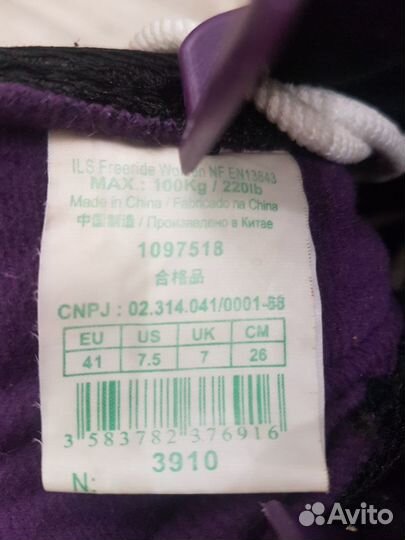 ILS Freeride Woman NF EN13843
MAX.: 100Kg / 220lb
Made in China / Fabricado na China
中国制造 / Произведено в Китае
1097518
合格品
CNPJ : 02.314.041/0001-88
EU US UK CM
41 7.5 7 26
3 583782 376916
3910
N:
Avito